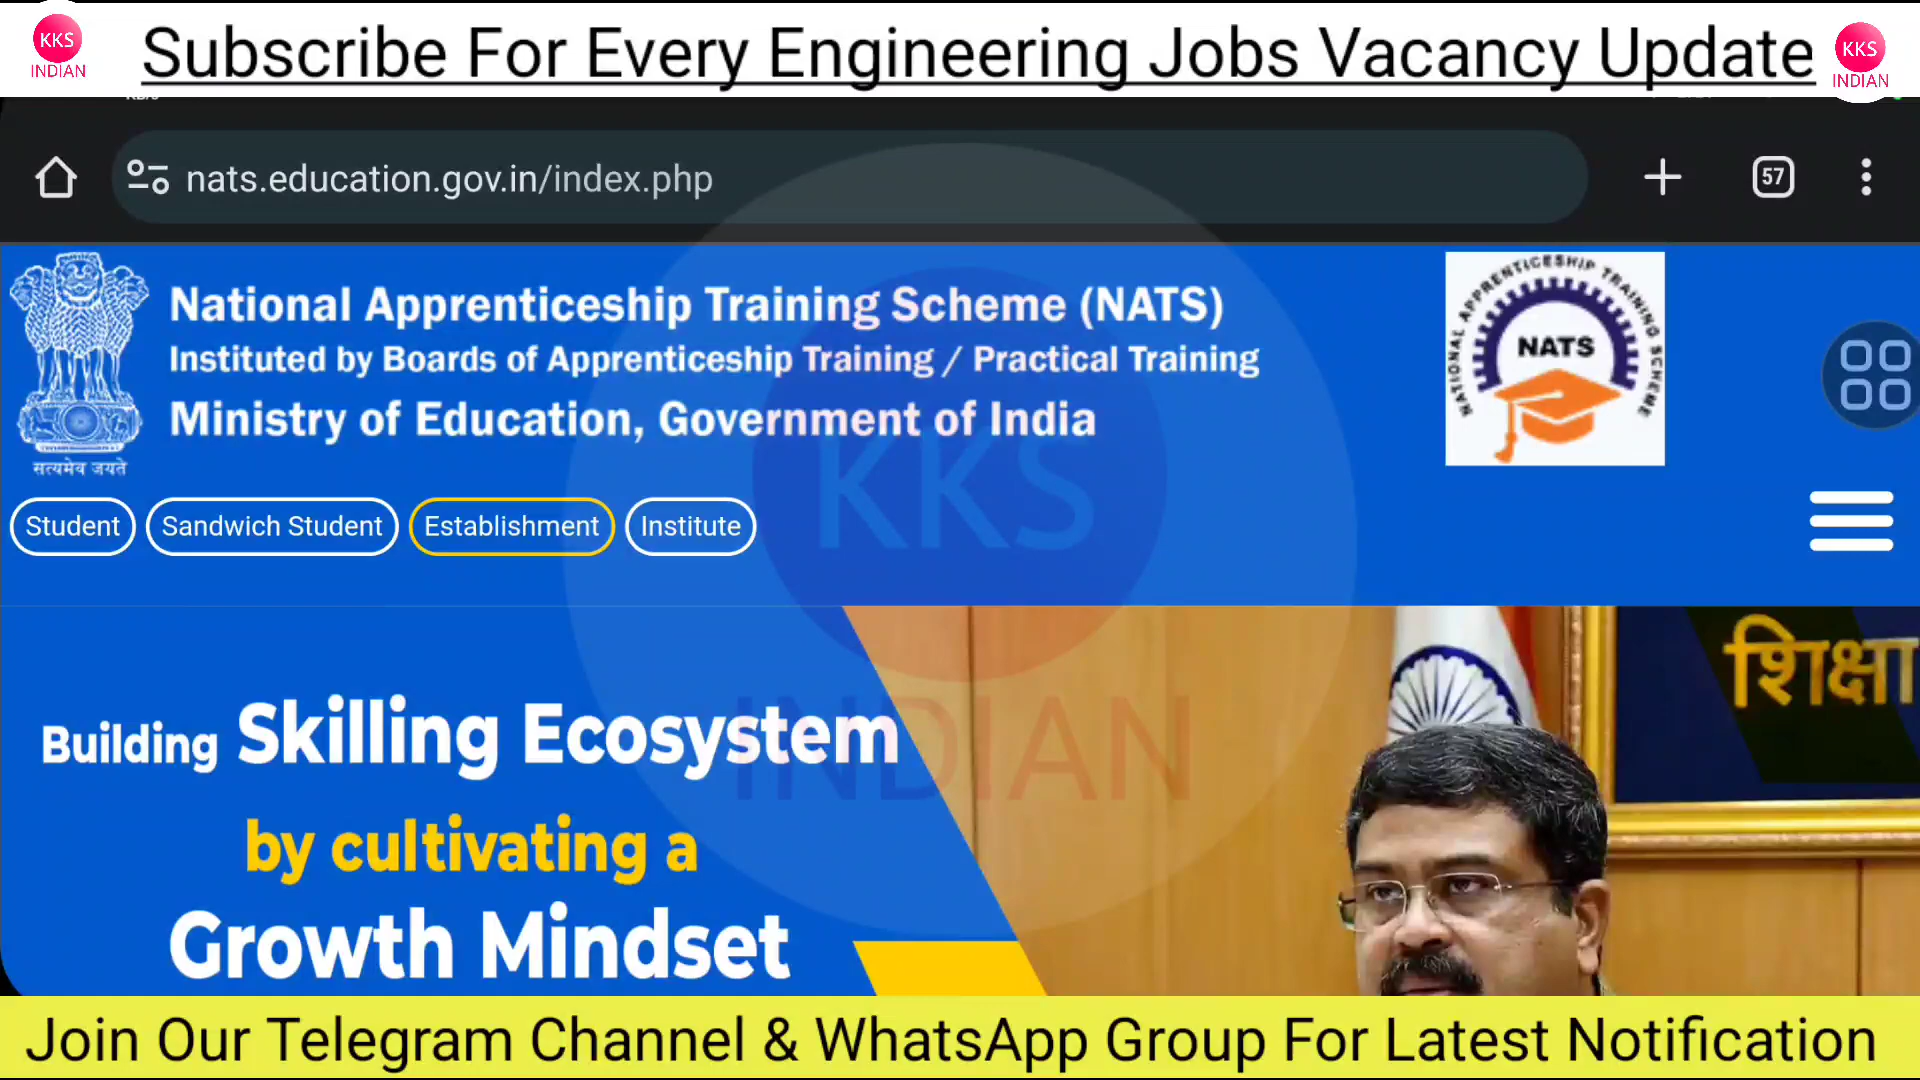 KKS
INDIAN
Subscribe For Every Engineering Jobs Vacancy Update
KKS
INDIAN
nats.education.gov.in/index.php
57
National Apprenticeship Training Scheme (NATS)
Instituted by Boards of Apprenticeship Training / Practical Training
Ministry of Education, Government of India
सत्यमेव जयते
NATIONAL APPRENTICESHIP TRAINING SCHEME
NATS
Student
Sandwich Student
Establishment
Institute
KKS
INDIAN
Building Skilling Ecosystem
by cultivating a
Growth Mindset
शिक्षा
Join Our Telegram Channel & WhatsApp Group For Latest Notification